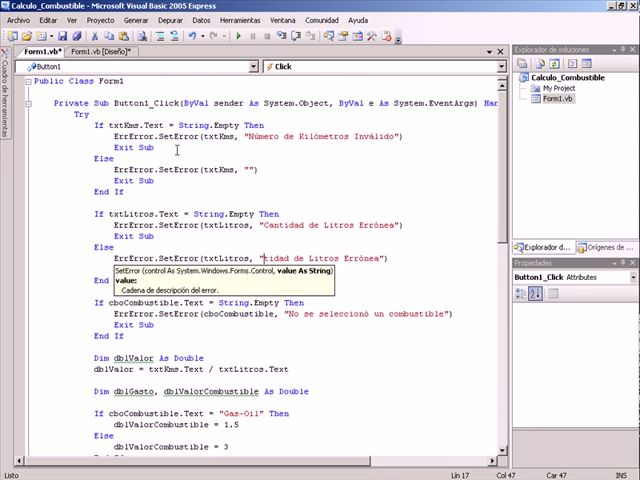 Calculo_Combustible - Microsoft Visual Basic 2005 Express
Archivo Editar Ver Proyecto Generar Depurar Datos Herramientas Ventana Comunidad Ayuda
Form1.vb* Form1.vb [Diseño]*
Button1 Click
Cuadro de herramientas
Public Class Form1
Private Sub Button1_Click(ByVal sender As System.Object, ByVal e As System.EventArgs) Han
Try
If txtKms.Text = String.Empty Then
ErrError.SetError(txtKms, "Número de Kilómetros Inválido)
Exit Sub
Else
ErrError.SetError(txtKms, "")
Exit Sub
End If
If txtLitros.Text = String.Empty Then
ErrError.SetError(txtLitros, "Cantidad de Litros Errónea")
Exit Sub
Else
ErrError.SetError(txtLitros, "tidad de Litros Errónea")
SetError (control As System.Windows.Forms.Control, value As String)
value:
Cadena de descripción del error.
End
If cboCombustible.Text = String.Empty Then
ErrError.SetError(cboCombustible, "No se seleccionó un combustible")
Exit Sub
End If
Dim dblValor As Double
dblValor = txtKms.Text / txtLitros.Text
Dim dblGasto, dblValorCombustible As Double
If cboCombustible.Text = "Gas-Oil" Then
dblValorCombustible = 1.5
Else
dblValorCombustible = 3
Explorador de soluciones
Calculo_Combustible
My Project
Form1.vb
Explorador d... Orígenes de...
Propiedades
Button1_Click Attributes
Listo Lín 17 Col 47 Car 47 INS